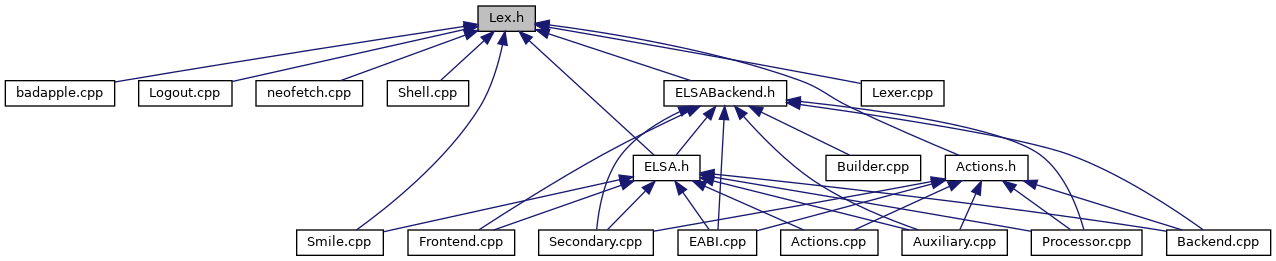 Lex.h
badapple.cpp
Logout.cpp
neofetch.cpp
Shell.cpp
ELSABackend.h
Lexer.cpp
ELSA.h
Builder.cpp
Actions.h
Smile.cpp
Frontend.cpp
Secondary.cpp
EABI.cpp
Actions.cpp
Auxiliary.cpp
Processor.cpp
Backend.cpp